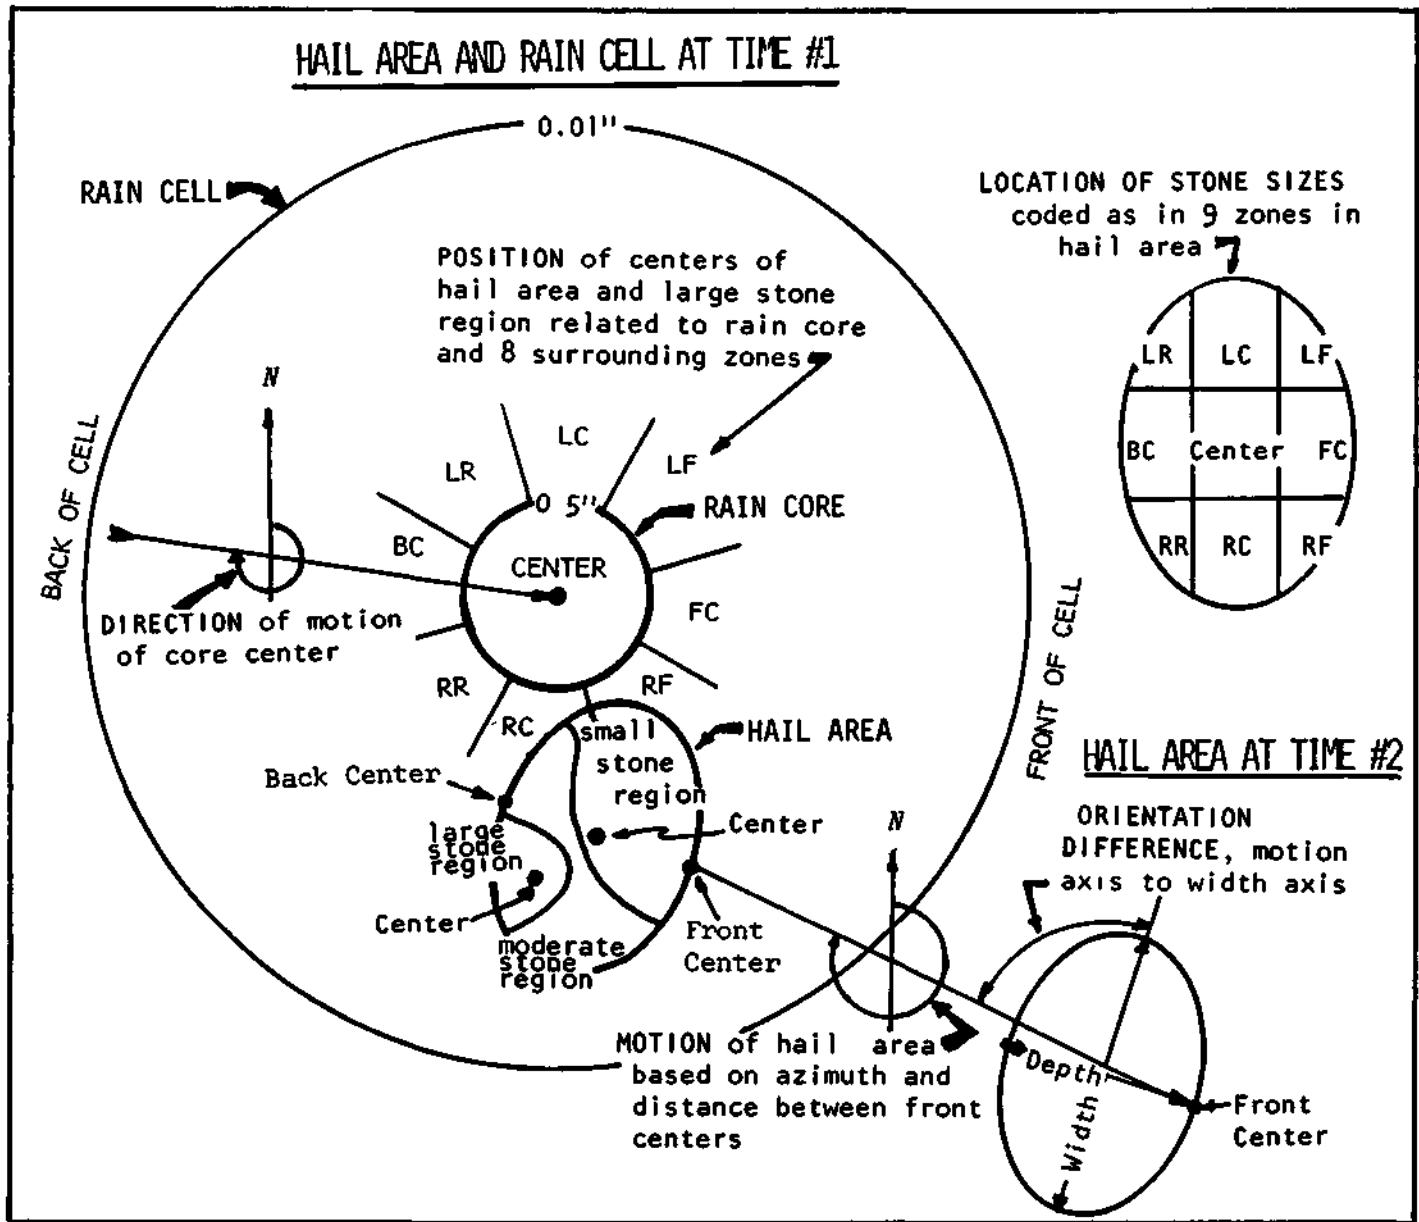 HAIL AREA AND RAIN CELL AT TIME #1
0.01"
RAIN CELL
LOCATION OF STONE SIZES
coded as in 9 zones in
hail area
POSITION of centers of
hail area and large stone
region related to rain core
and 8 surrounding zones
LR LC LF
BC Center FC
RR RC RF
N
BACK OF CELL
LC
LF
LR
0 5"
RAIN CORE
BC
CENTER
FC
DIRECTION of motion
of core center
RR
RF
RC
FRONT OF CELL
small
stone
region
HAIL AREA
Back Center
Center
large
stone
region
Center
moderate
stone
region
Front
Center
N
HAIL AREA AT TIME #2
ORIENTATION
DIFFERENCE, motion
axis to width axis
MOTION of hail area
based on azimuth and
distance between front
centers
Depth
Width
Front
Center